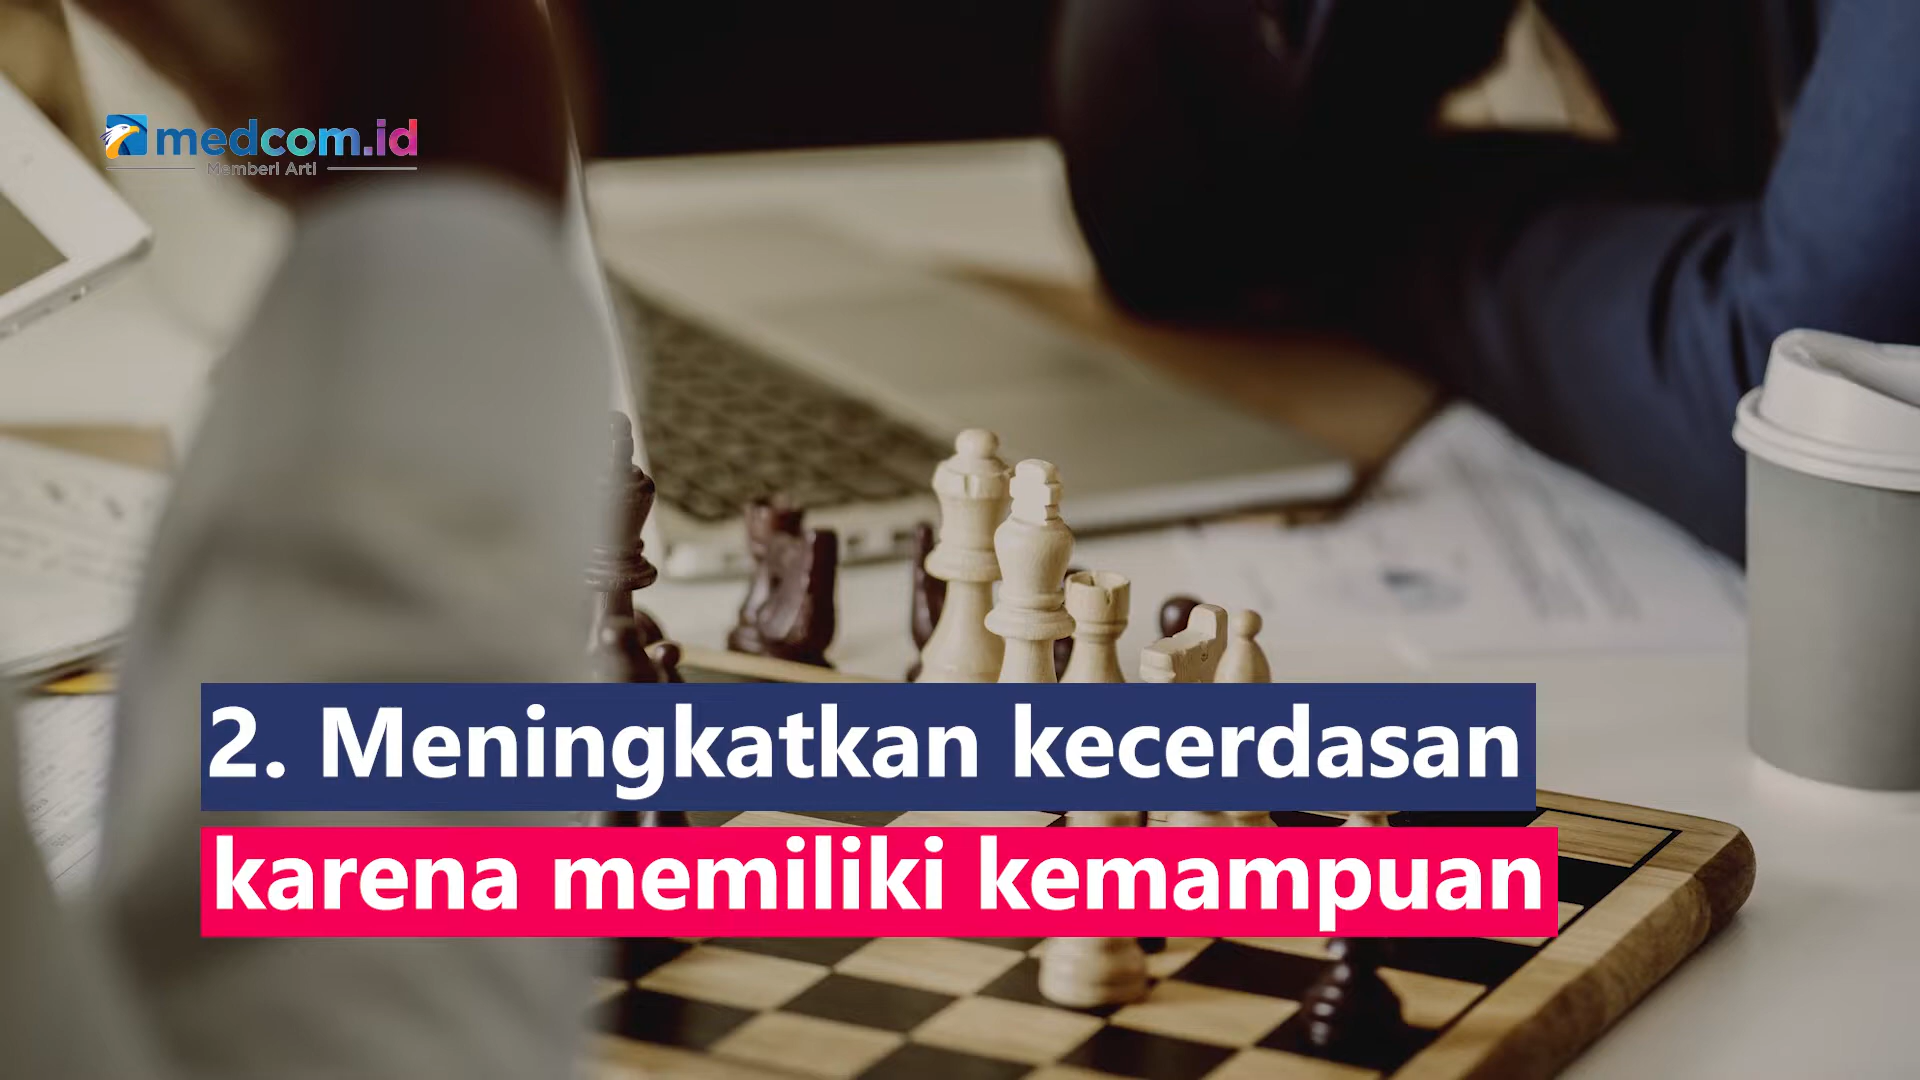 medcom.id
Memberi Arti
2. Meningkatkan kecerdasan
karena memiliki kemampuan